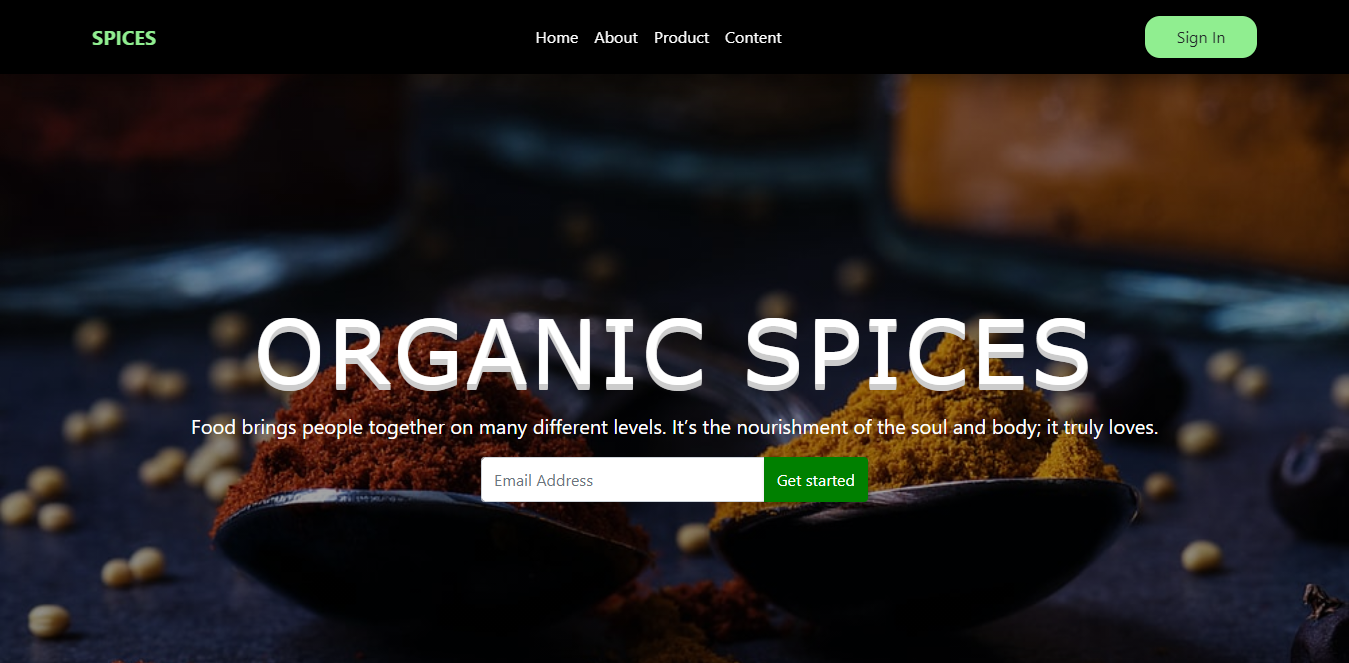 SPICES
Home About Product Content
Sign In
ORGANIC SPICES
Food brings people together on many different levels. It’s the nourishment of the soul and body; it truly loves.
Email Address
Get started